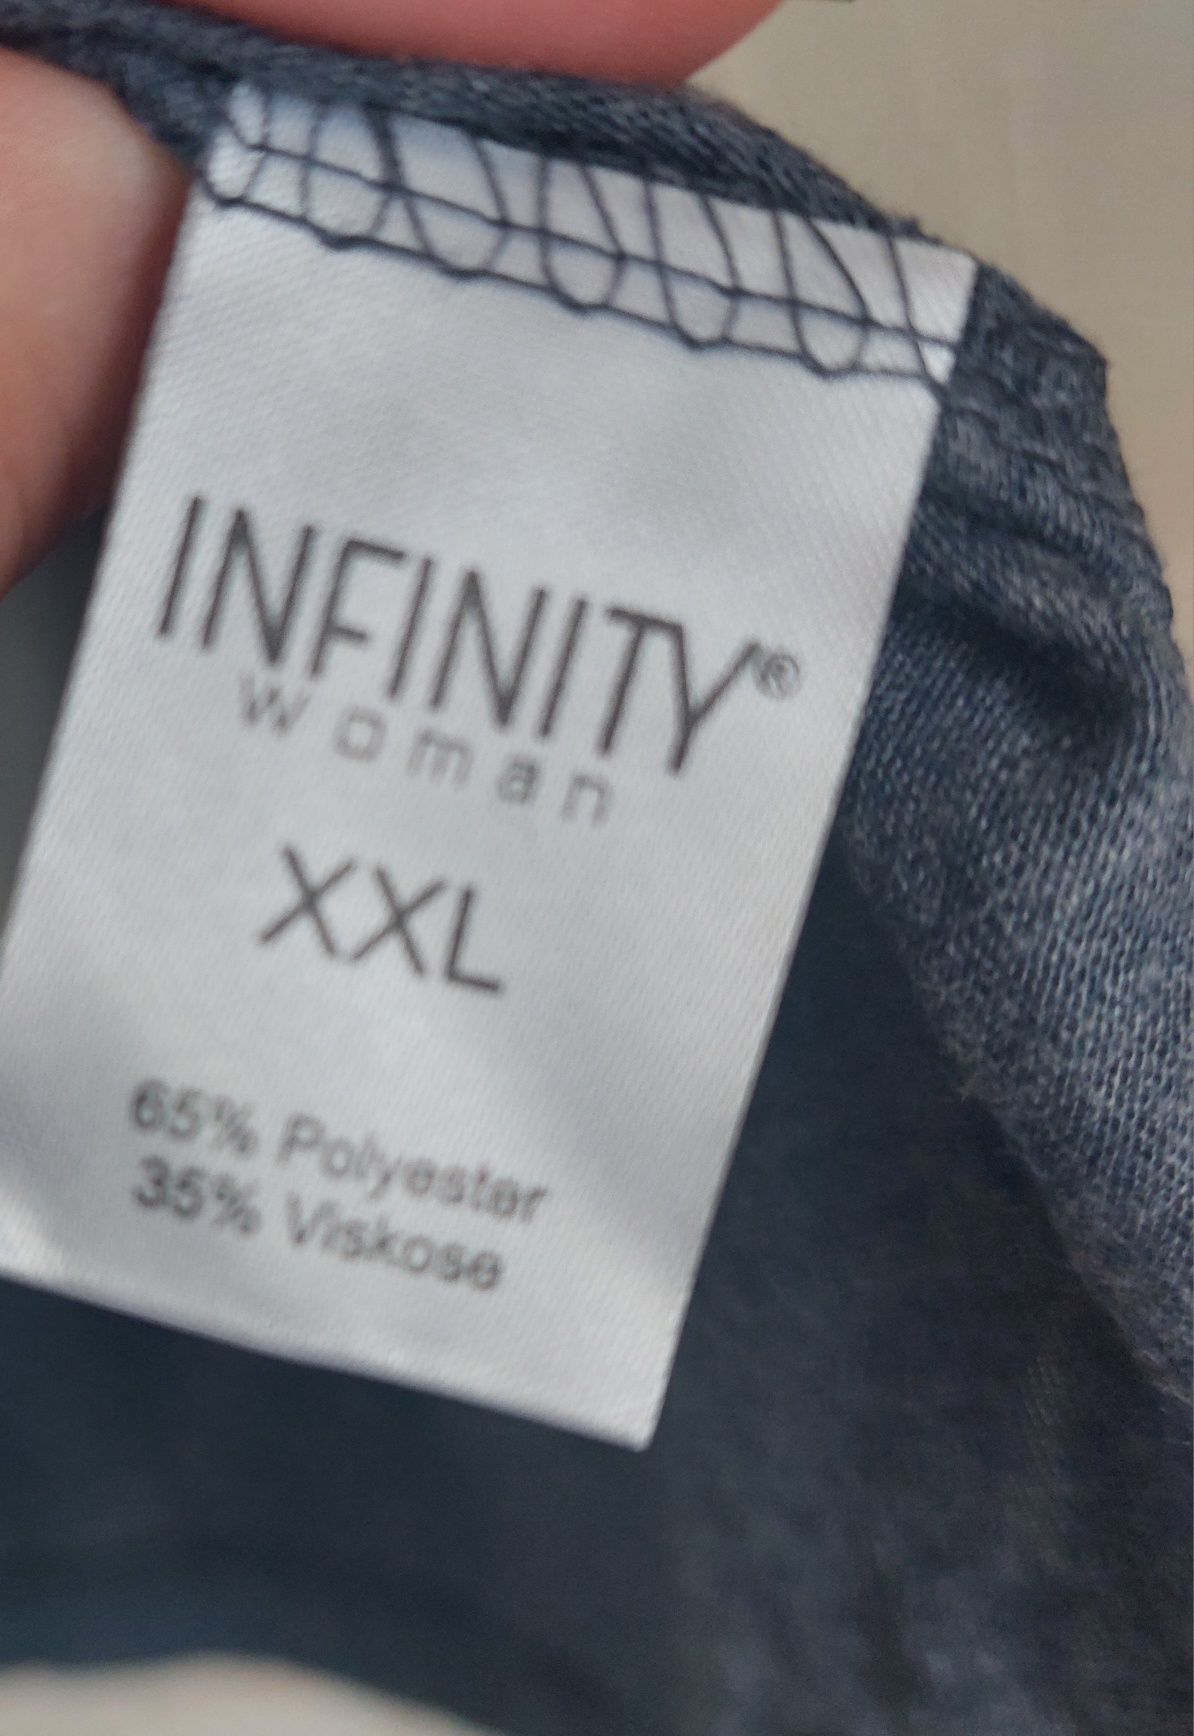 INFINITY®
woman
XXL
65% Polyester
35% Viskose